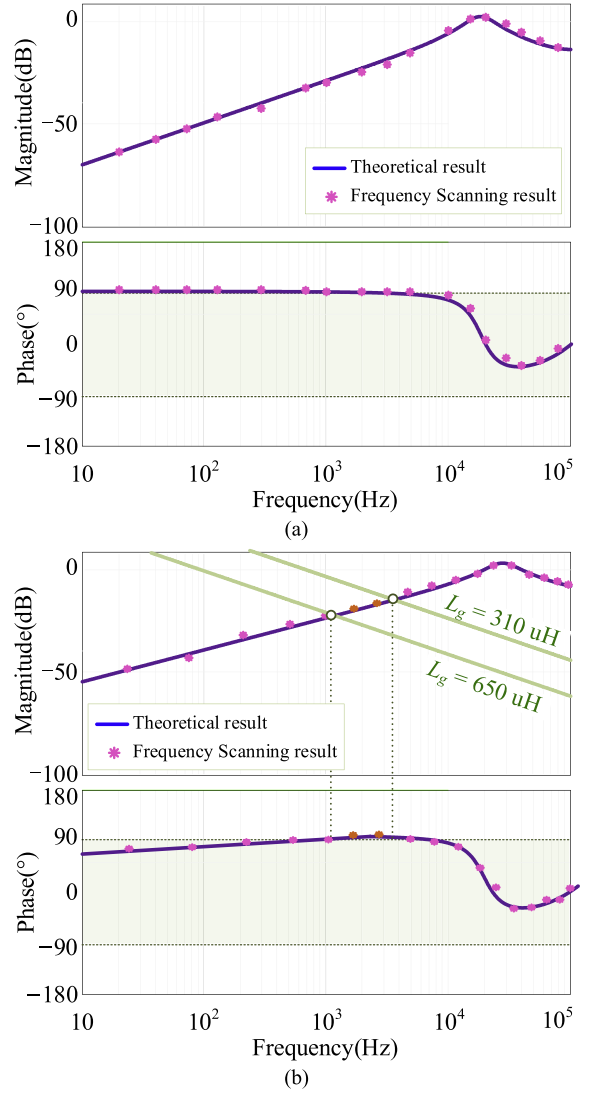 0
−50
−100
Magnitude(dB)
Theoretical result
Frequency Scanning result
180
90
0
−90
−180
Phase(°)
10 10² 10³ 10⁴ 10⁵
Frequency(Hz)
(a)
0
−50
−100
Magnitude(dB)
L_g = 310 uH
L_g = 650 uH
Theoretical result
Frequency Scanning result
180
90
0
−90
−180
Phase(°)
10 10² 10³ 10⁴ 10⁵
Frequency(Hz)
(b)